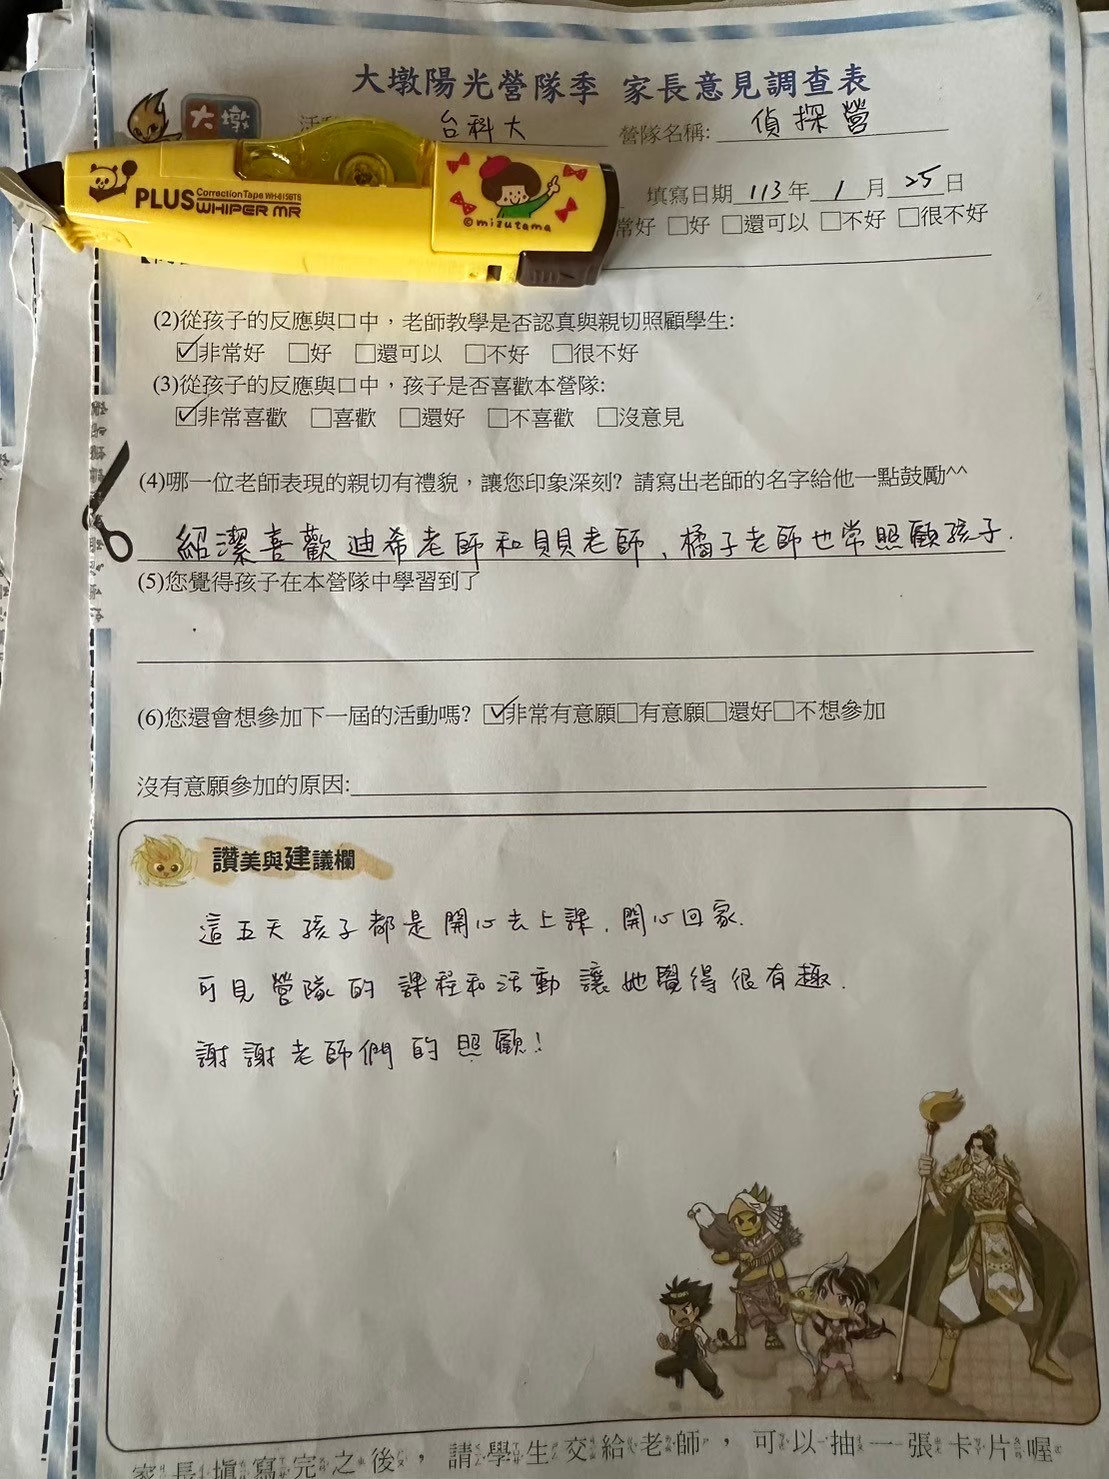 大墩陽光營隊季 家長意見調查表
大墩
台科大 營隊名稱: 偵探營
PLUS Correction Tape WH-615BTS
WHIPER MR
©mizutama
填寫日期 113 年 1 月 25 日
常好 □好 □還可以 □不好 □很不好
(2)從孩子的反應與口中，老師教學是否認真與親切照顧學生:
☑非常好 □好 □還可以 □不好 □很不好
(3)從孩子的反應與口中，孩子是否喜歡本營隊:
☑非常喜歡 □喜歡 □還好 □不喜歡 □沒意見
(4)哪一位老師表現的親切有禮貌，讓您印象深刻? 請寫出老師的名字給他一點鼓勵^^
紹潔喜歡迪希老師和貝貝老師、橘子老師也常照顧孩子.
(5)您覺得孩子在本營隊中學習到了
(6)您還會想參加下一屆的活動嗎? ☑非常有意願□有意願□還好□不想參加
沒有意願參加的原因:
讚美與建議欄
這五天孩子都是開心去上課，開心回家.
可見營隊的課程和活動讓她覺得很有趣.
謝謝老師們的照顧!
家長填寫完之後，請學生交給老師，可以抽一張卡片喔